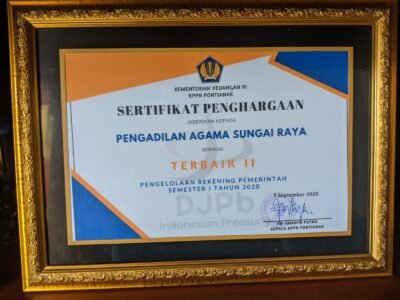 KEMENTERIAN KEUANGAN RI
KPPN PONTIANAK
SERTIFIKAT PENGHARGAAN
DIBERIKAN KEPADA
PENGADILAN AGAMA SUNGAI RAYA
SEBAGAI
TERBAIK II
PENGELOLAAN REKENING PEMERINTAH
SEMESTER I TAHUN 2020
DJPb
Indonesian Treasury
2 September 2020
KEPALA KPPN PONTIANAK